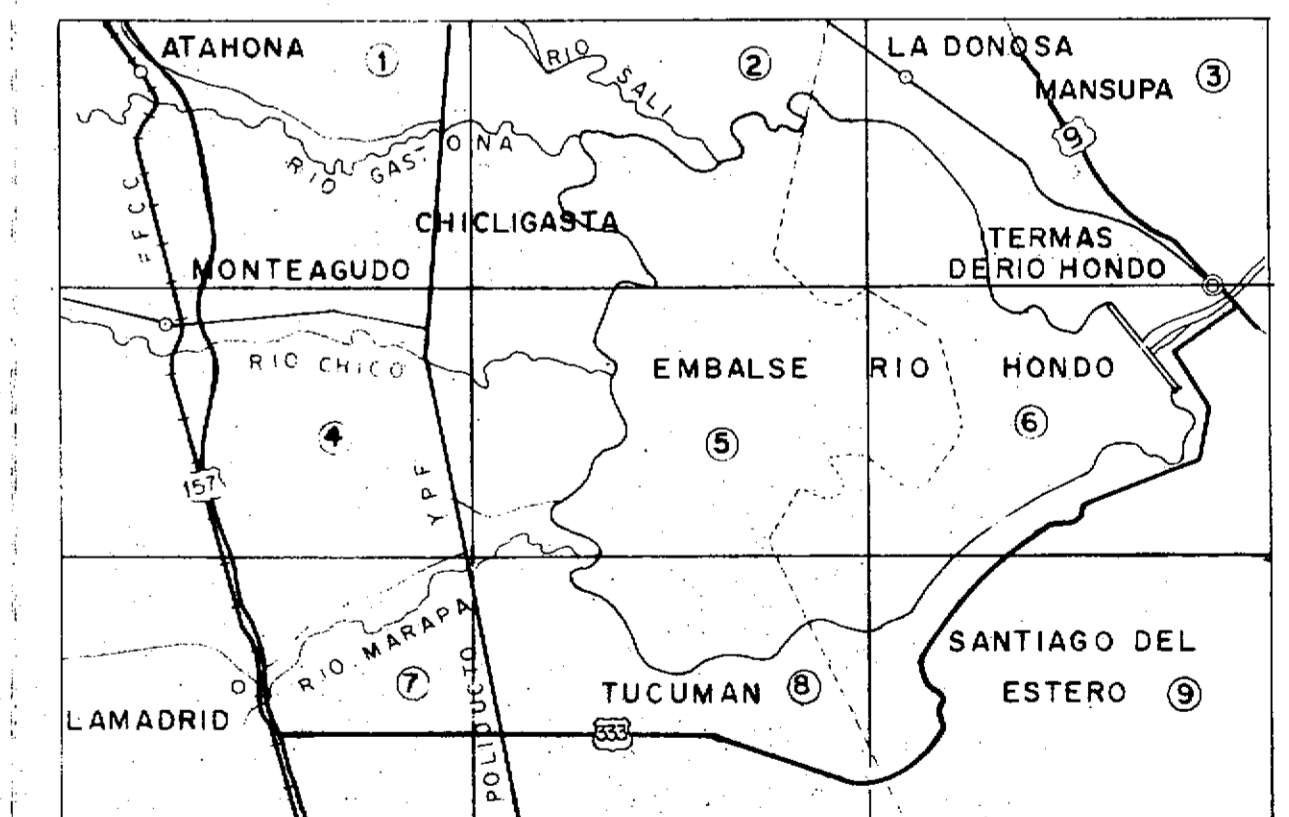 ATAHONA
1
RIO SALI
2
LA DONOSA
MANSUPA
3
9
RIO GASTONA
FFCC
CHICLIGASTA
MONTEAGUDO
TERMAS
DE RIO HONDO
RIO CHICO
EMBALSE RIO HONDO
4
5
6
157
YPF
RIO MARAPA
7
POLIDUCTO
TUCUMAN
8
SANTIAGO DEL
ESTERO
9
LAMADRID
333